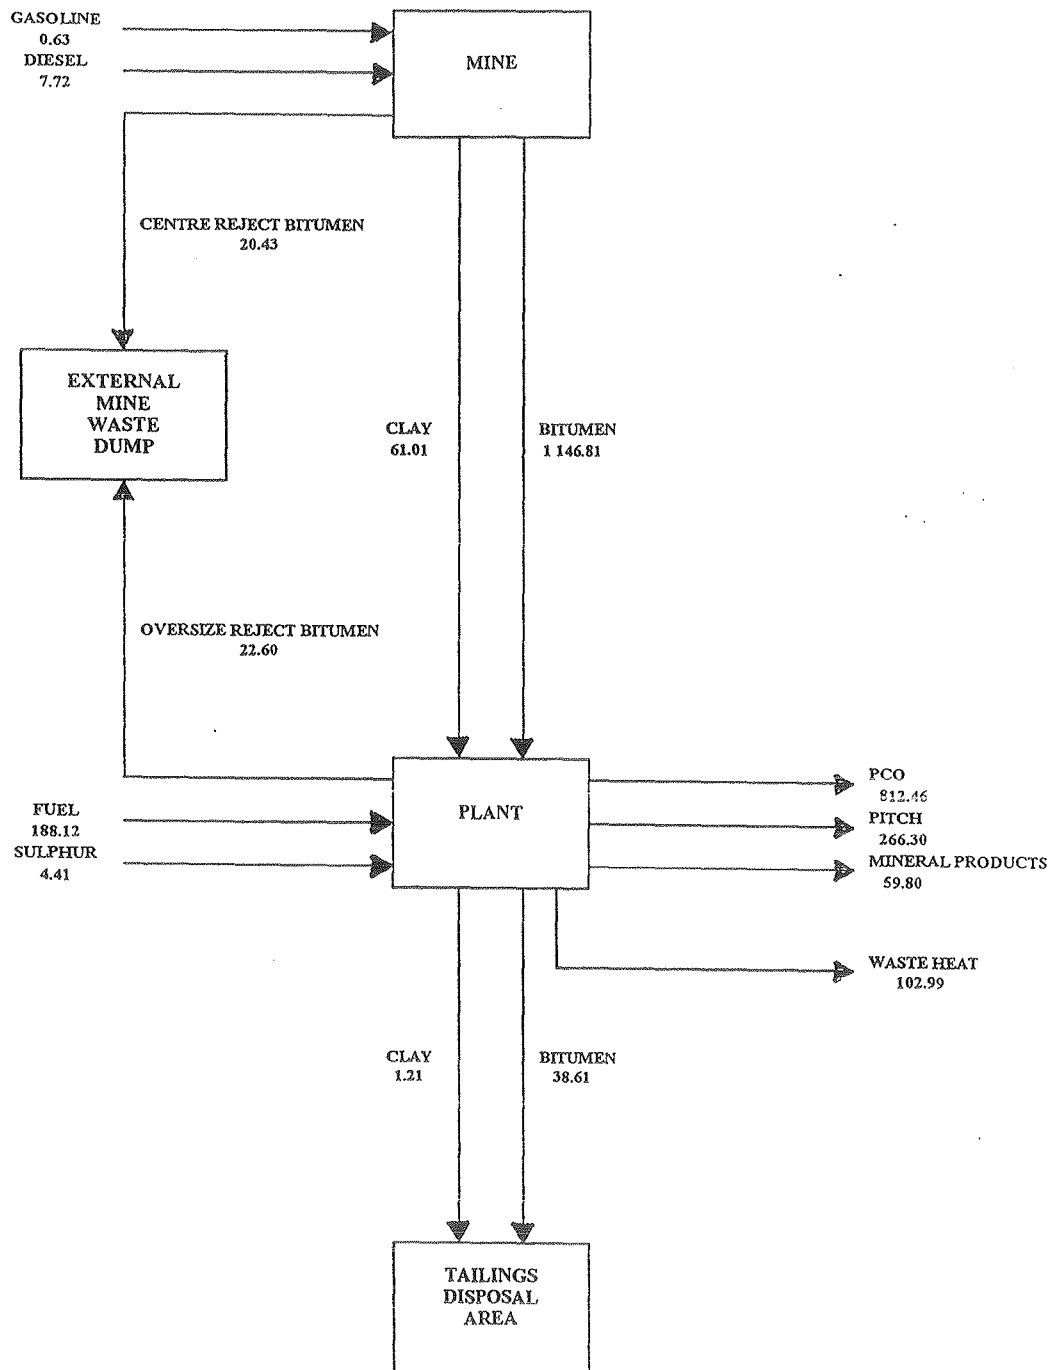 GASOLINE
0.63
DIESEL
7.72
MINE
CENTRE REJECT BITUMEN
20.43
EXTERNAL
MINE
WASTE
DUMP
CLAY
61.01
BITUMEN
1 146.81
OVERSIZE REJECT BITUMEN
22.60
FUEL
188.12
SULPHUR
4.41
PLANT
PCO
812.46
PITCH
266.30
MINERAL PRODUCTS
59.80
WASTE HEAT
102.99
CLAY
1.21
BITUMEN
38.61
TAILINGS
DISPOSAL
AREA